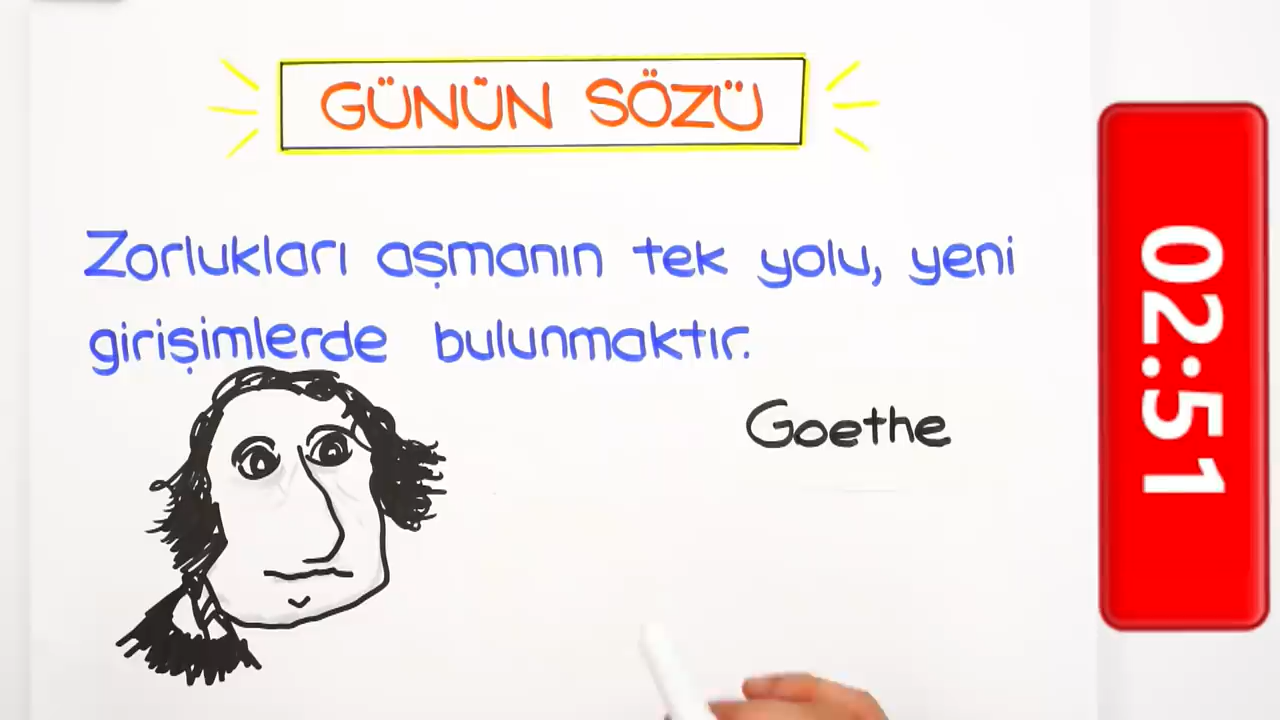 GÜNÜN SÖZÜ
Zorlukları aşmanın tek yolu, yeni
girişimlerde bulunmaktır.
Goethe
02:51